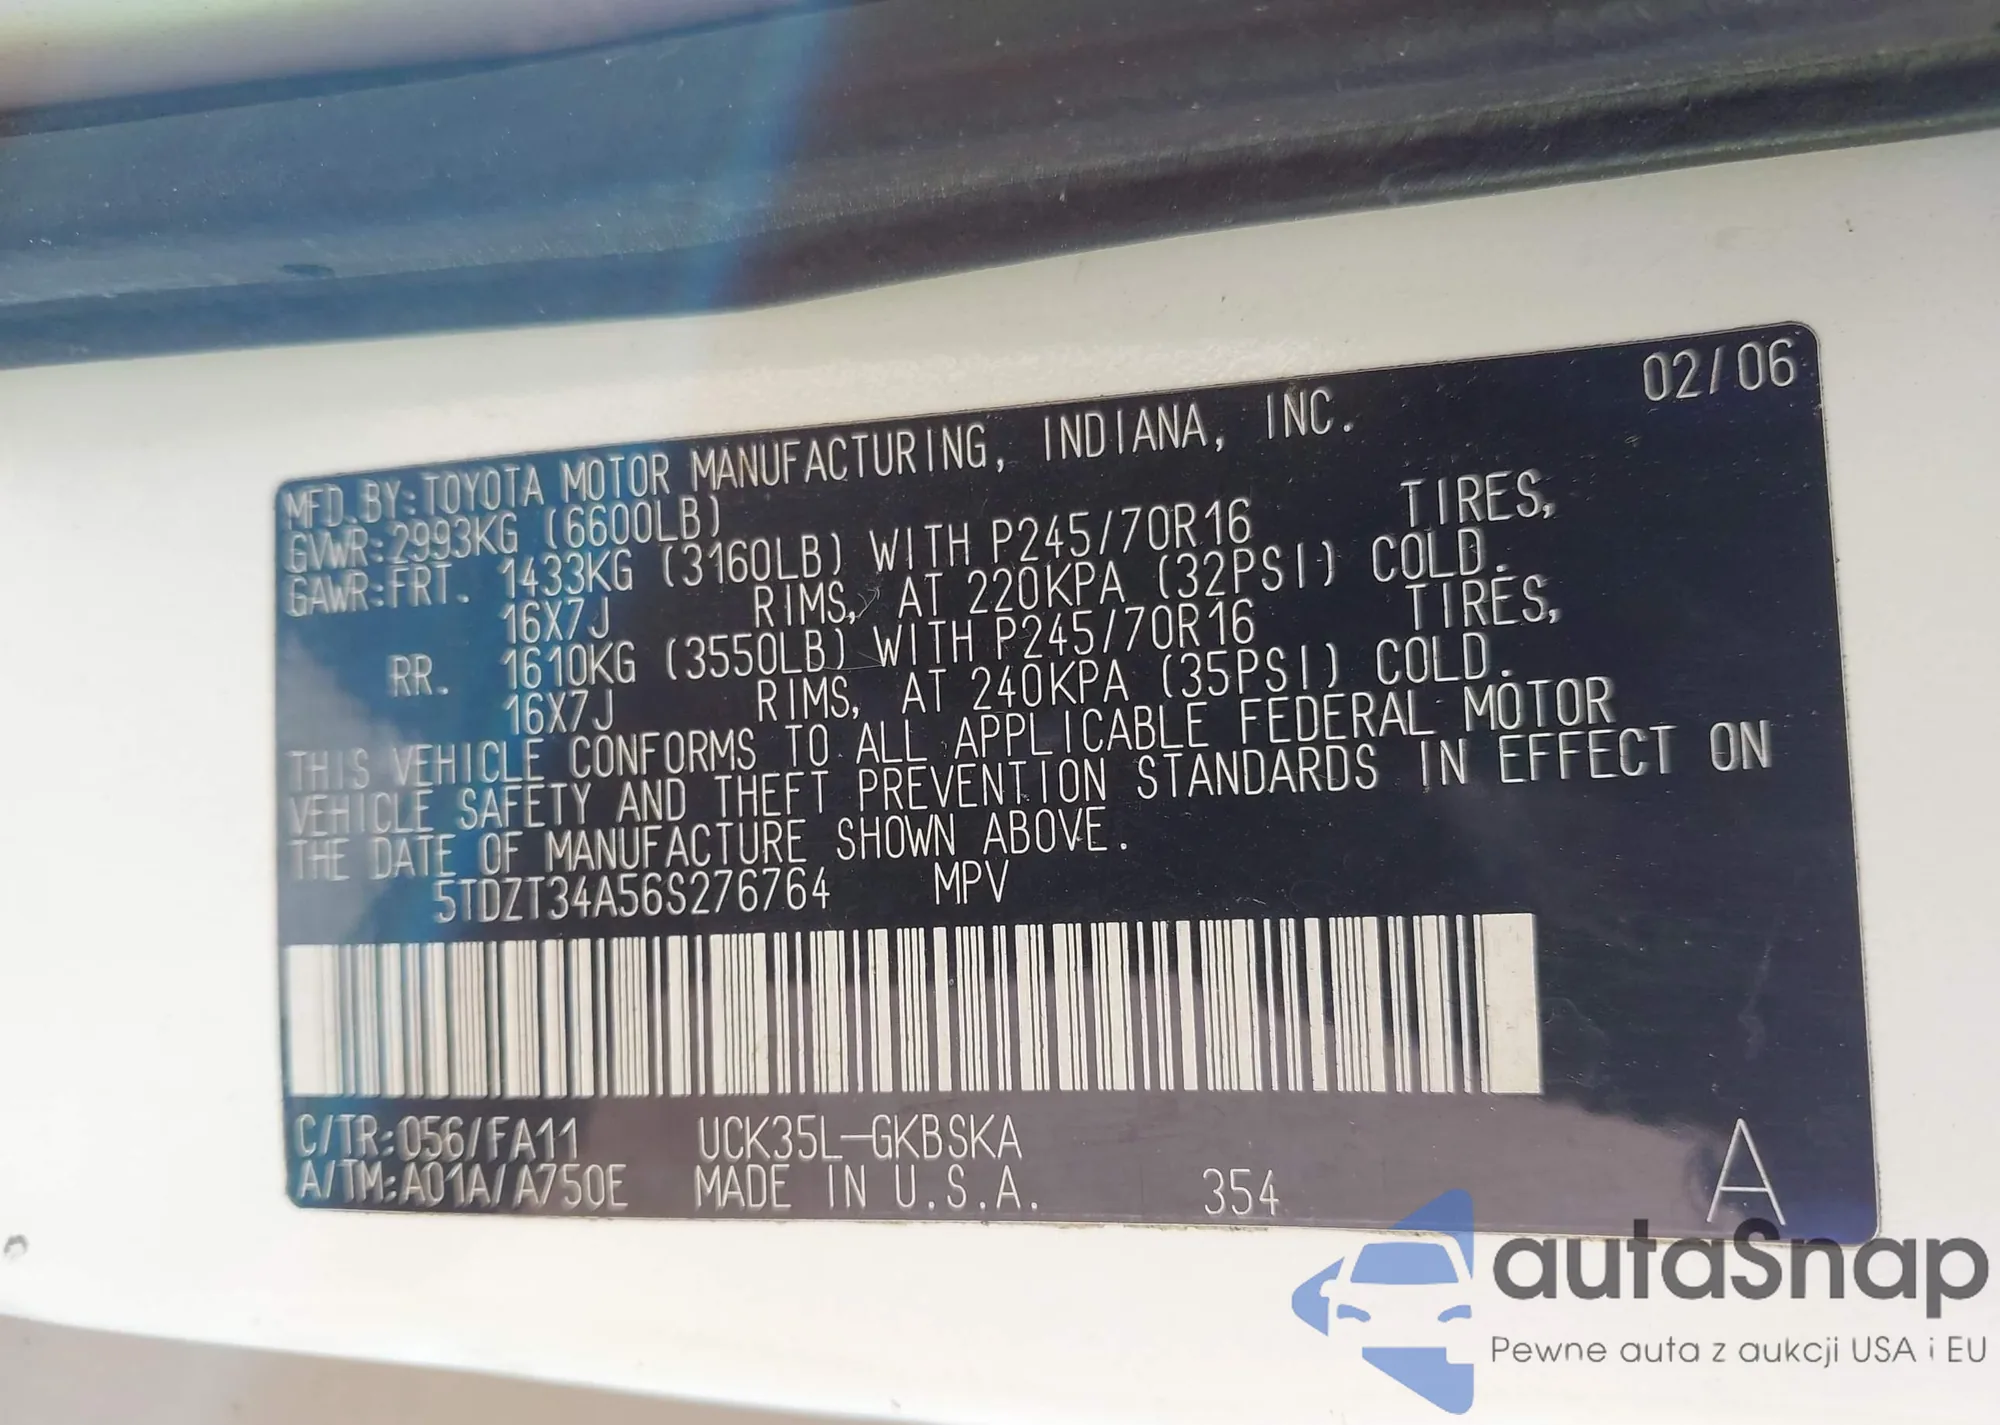 02/06
MFD.BY:TOYOTA MOTOR MANUFACTURING, INDIANA, INC.
GVWR:2993KG (6600LB)
GAWR:FRT. 1433KG (3160LB) WITH P245/70R16 TIRES,
16X7J RIMS, AT 220KPA (32PSI) COLD.
RR. 1610KG (3550LB) WITH P245/70R16 TIRES,
16X7J RIMS, AT 240KPA (35PSI) COLD.
THIS VEHICLE CONFORMS TO ALL APPLICABLE FEDERAL MOTOR
VEHICLE SAFETY AND THEFT PREVENTION STANDARDS IN EFFECT ON
THE DATE OF MANUFACTURE SHOWN ABOVE.
5TDZT34A56S276764 MPV
C/TR:056/FA11 UCK35L-GKBSKA
A/TM:A01A/A750E MADE IN U.S.A. 354 A
autaSnap
Pewne auta z aukcji USA i EU